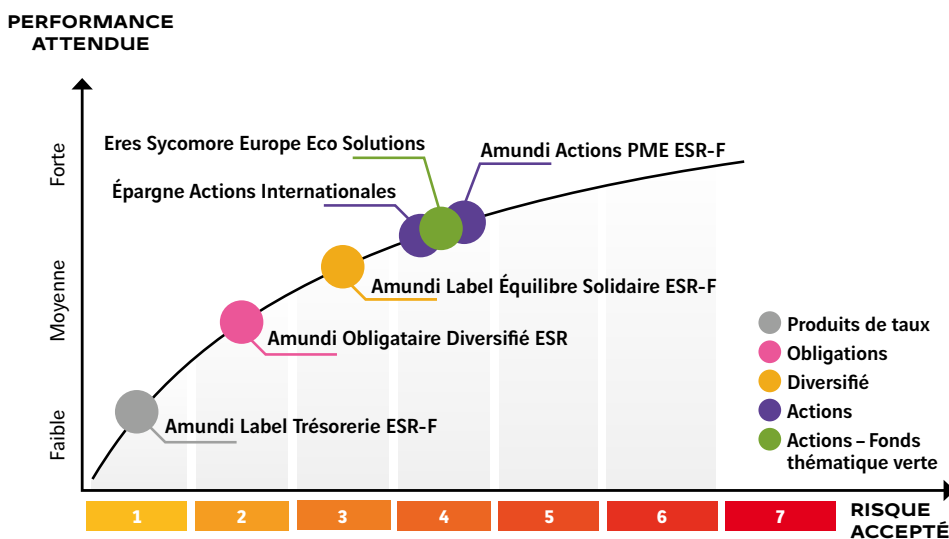 PERFORMANCE
ATTENDUE
Forte
Moyenne
Faible
Eres Sycomore Europe Eco Solutions
Amundi Actions PME ESR-F
Épargne Actions Internationales
Amundi Label Équilibre Solidaire ESR-F
Amundi Obligataire Diversifié ESR
Amundi Label Trésorerie ESR-F
Produits de taux
Obligations
Diversifié
Actions
Actions – Fonds
thématique verte
1
2
3
4
5
6
7
RISQUE
ACCEPTÉ